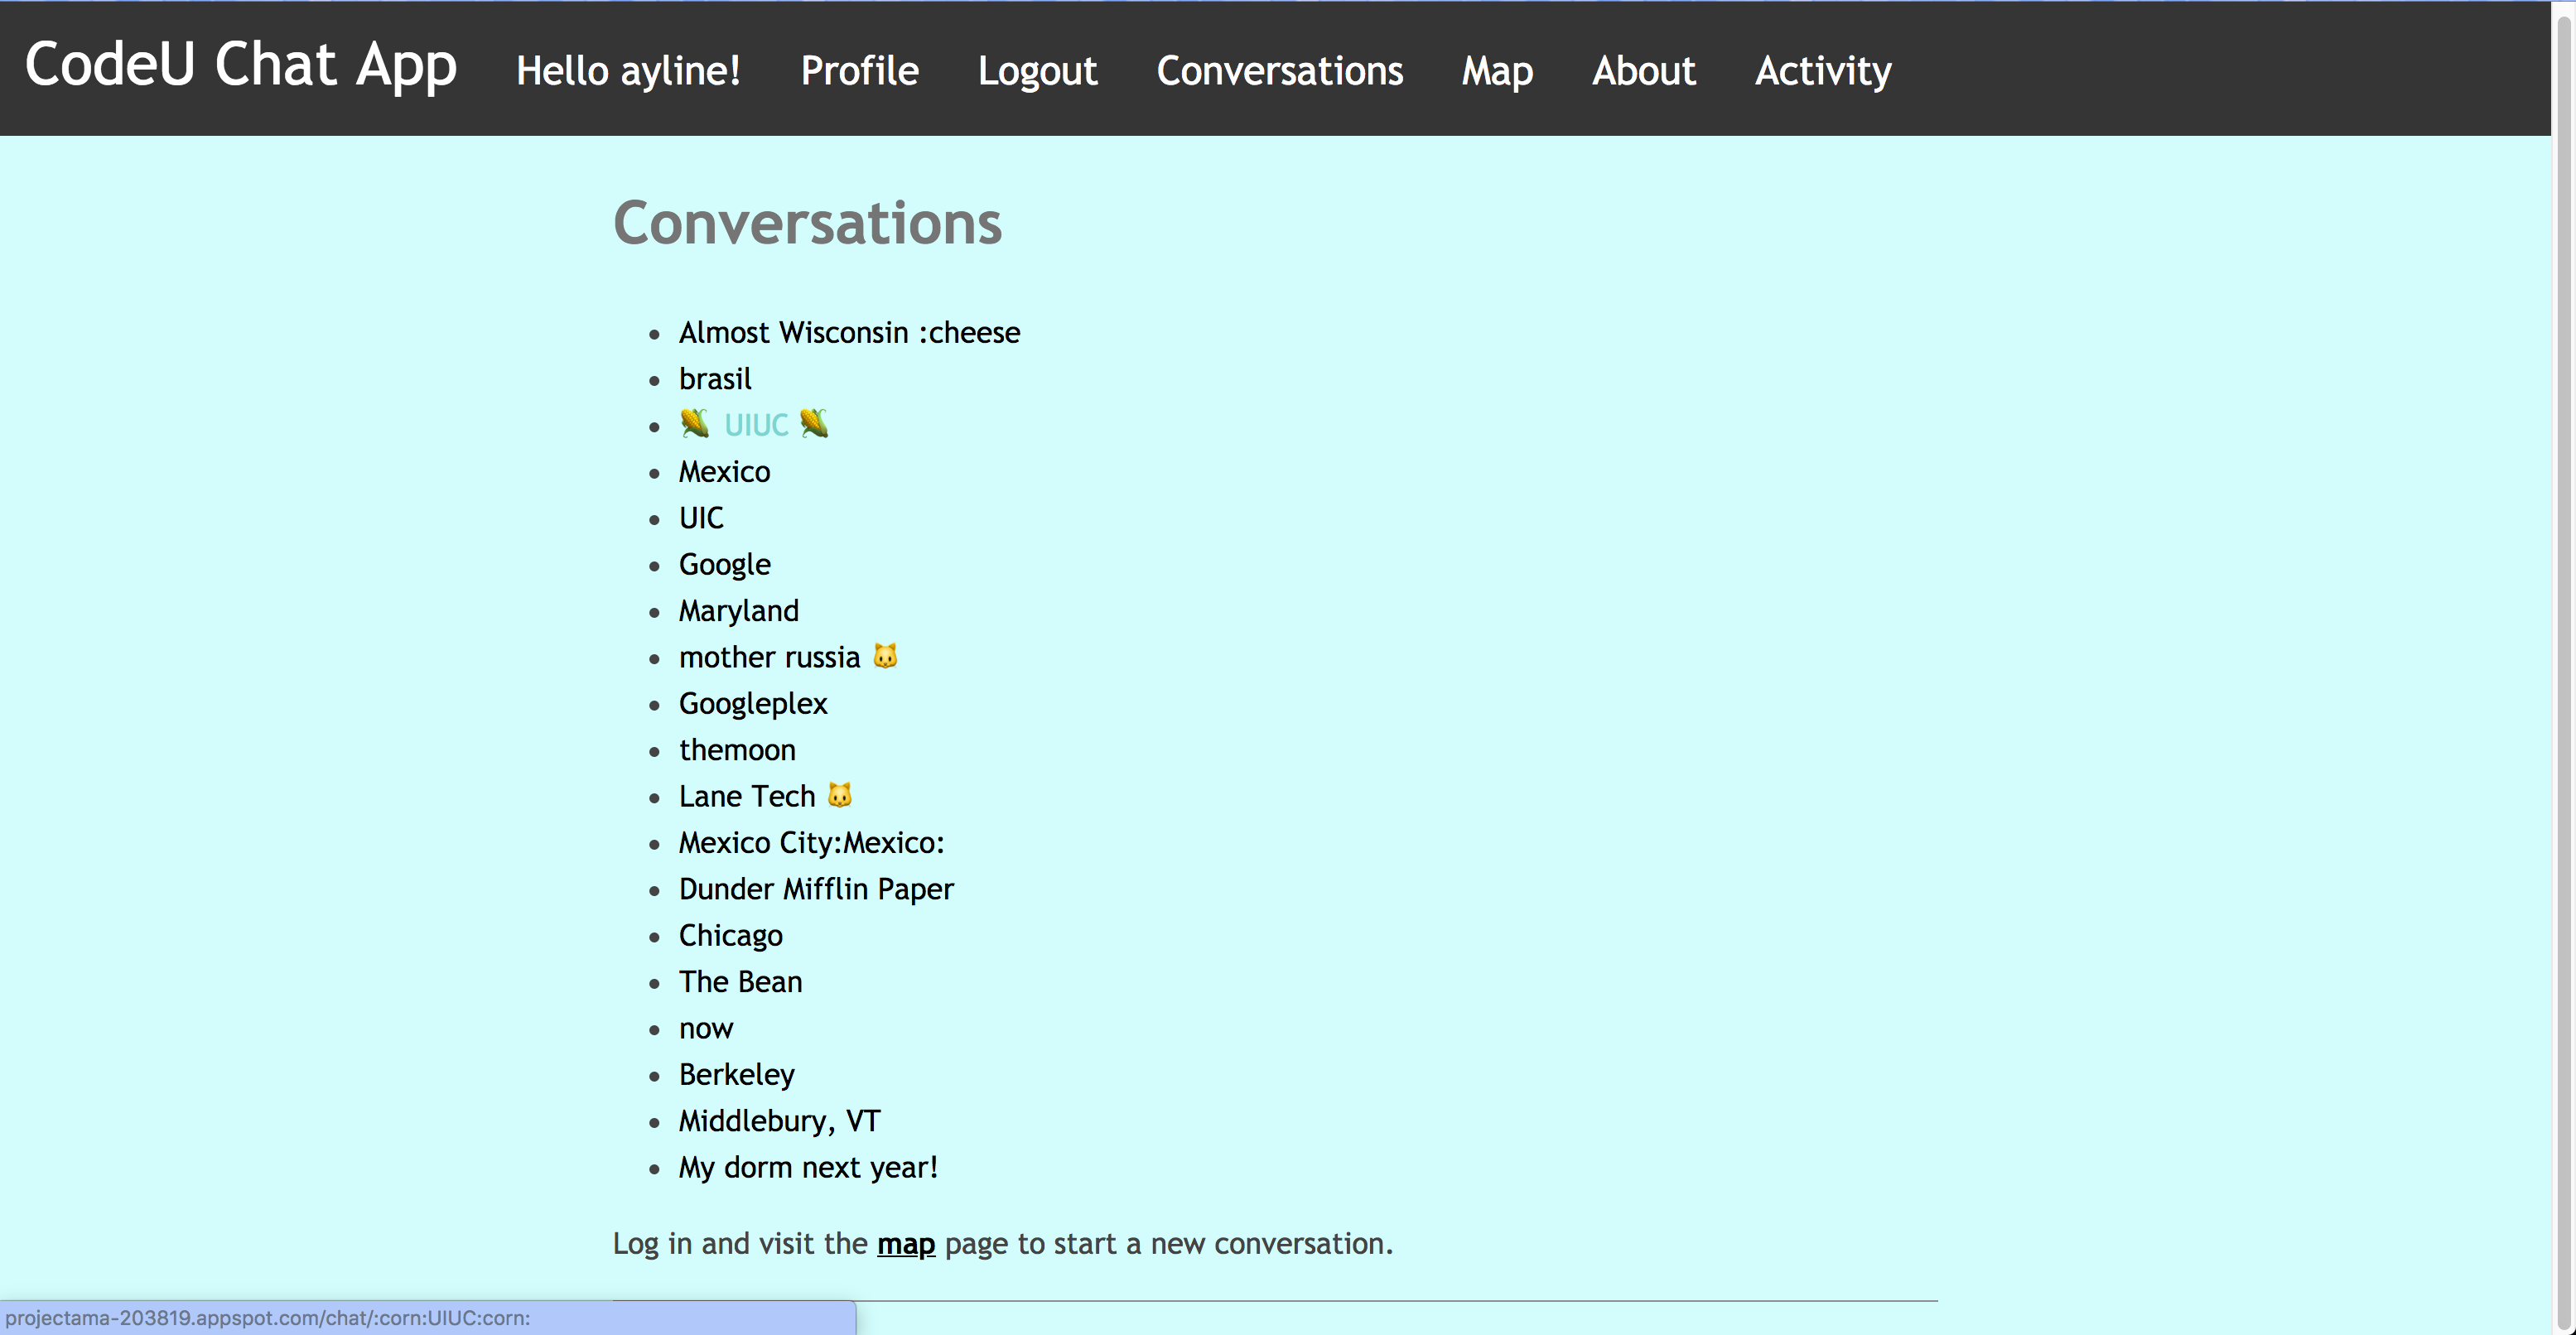 CodeU Chat App Hello ayline! Profile Logout Conversations Map About Activity
Conversations
Almost Wisconsin :cheese
brasil
🌽 UIUC 🌽
Mexico
UIC
Google
Maryland
mother russia 🐱
Googleplex
themoon
Lane Tech 🐱
Mexico City:Mexico:
Dunder Mifflin Paper
Chicago
The Bean
now
Berkeley
Middlebury, VT
My dorm next year!
Log in and visit the map page to start a new conversation.
projectama-203819.appspot.com/chat/:corn:UIUC:corn: